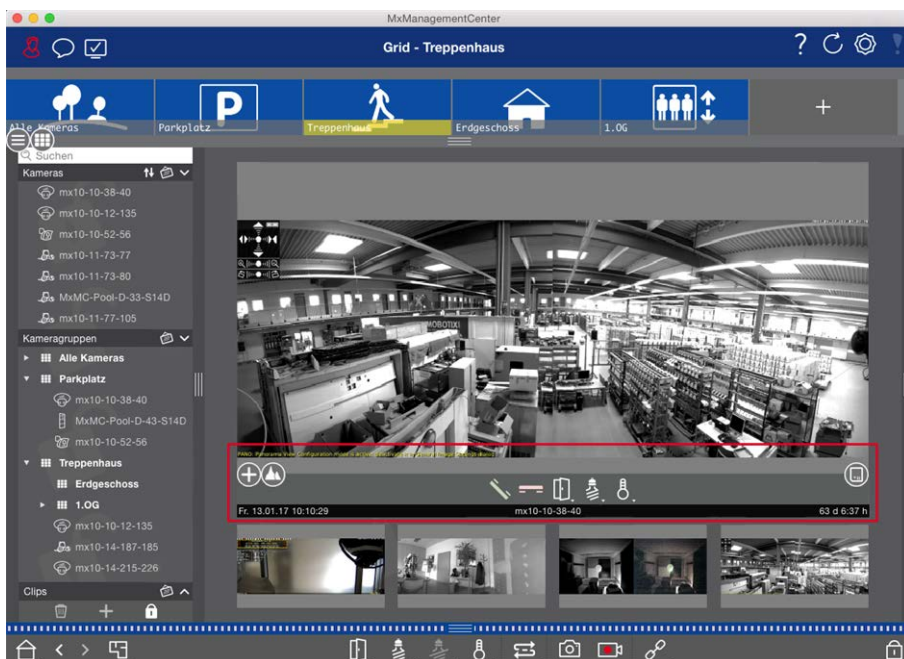 MxManagementCenter
Grid - Treppenhaus
?
P
Alle Kameras
Parkplatz
Treppenhaus
Erdgeschoss
1.OG
Suchen
Kameras
mx10-10-38-40
mx10-10-12-135
mx10-10-52-56
mx10-11-73-77
mx10-11-73-80
MxMC-Pool-D-33-S14D
mx10-11-77-105
Kameragruppen
Alle Kameras
Parkplatz
mx10-10-38-40
MxMC-Pool-D-43-S14D
mx10-10-52-56
Treppenhaus
Erdgeschoss
1.OG
mx10-10-12-135
mx10-14-187-185
mx10-14-215-226
Clips
MOBOTIX
Fr. 13.01.17 10:10:29
mx10-10-38-40
63 d 6:37 h